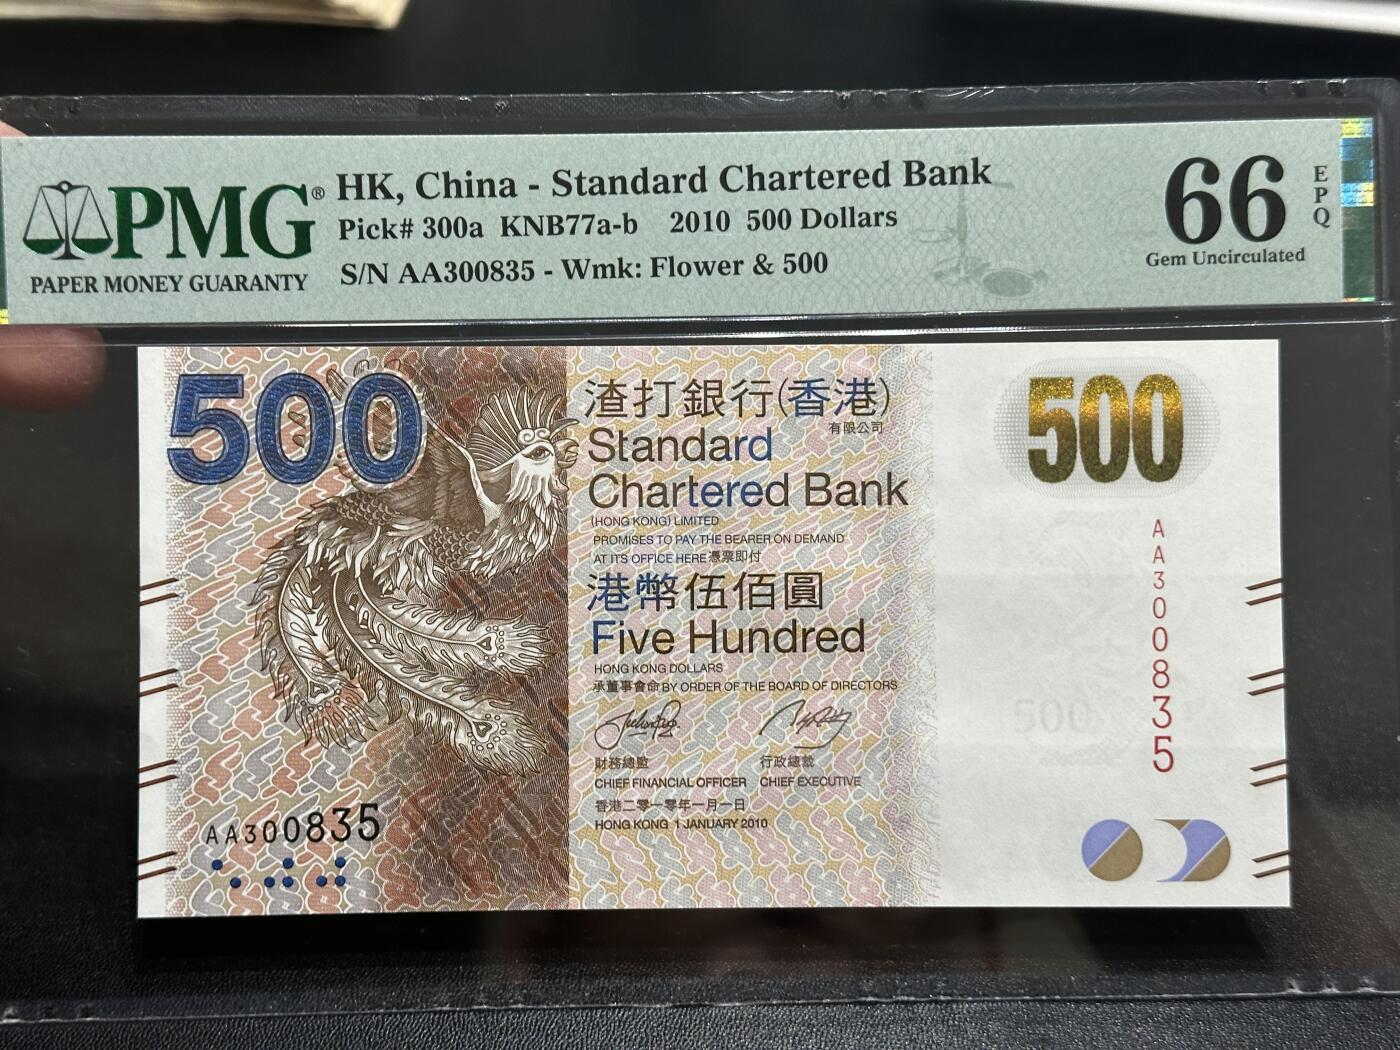 PMG®
PAPER MONEY GUARANTY
HK, China - Standard Chartered Bank
Pick# 300a KNB77a-b 2010 500 Dollars
S/N AA300835 - Wmk: Flower & 500
66
EPQ
Gem Uncirculated
500
渣打銀行(香港)
有限公司
Standard
Chartered Bank
(HONG KONG) LIMITED
PROMISES TO PAY THE BEARER ON DEMAND
AT ITS OFFICE HERE 憑票即付
港幣伍佰圓
Five Hundred
HONG KONG DOLLARS
承董事會命 BY ORDER OF THE BOARD OF DIRECTORS
財務總監 行政總裁
CHIEF FINANCIAL OFFICER CHIEF EXECUTIVE
香港二零一零年一月一日
HONG KONG 1 JANUARY 2010
AA300835
500
AA300835
500